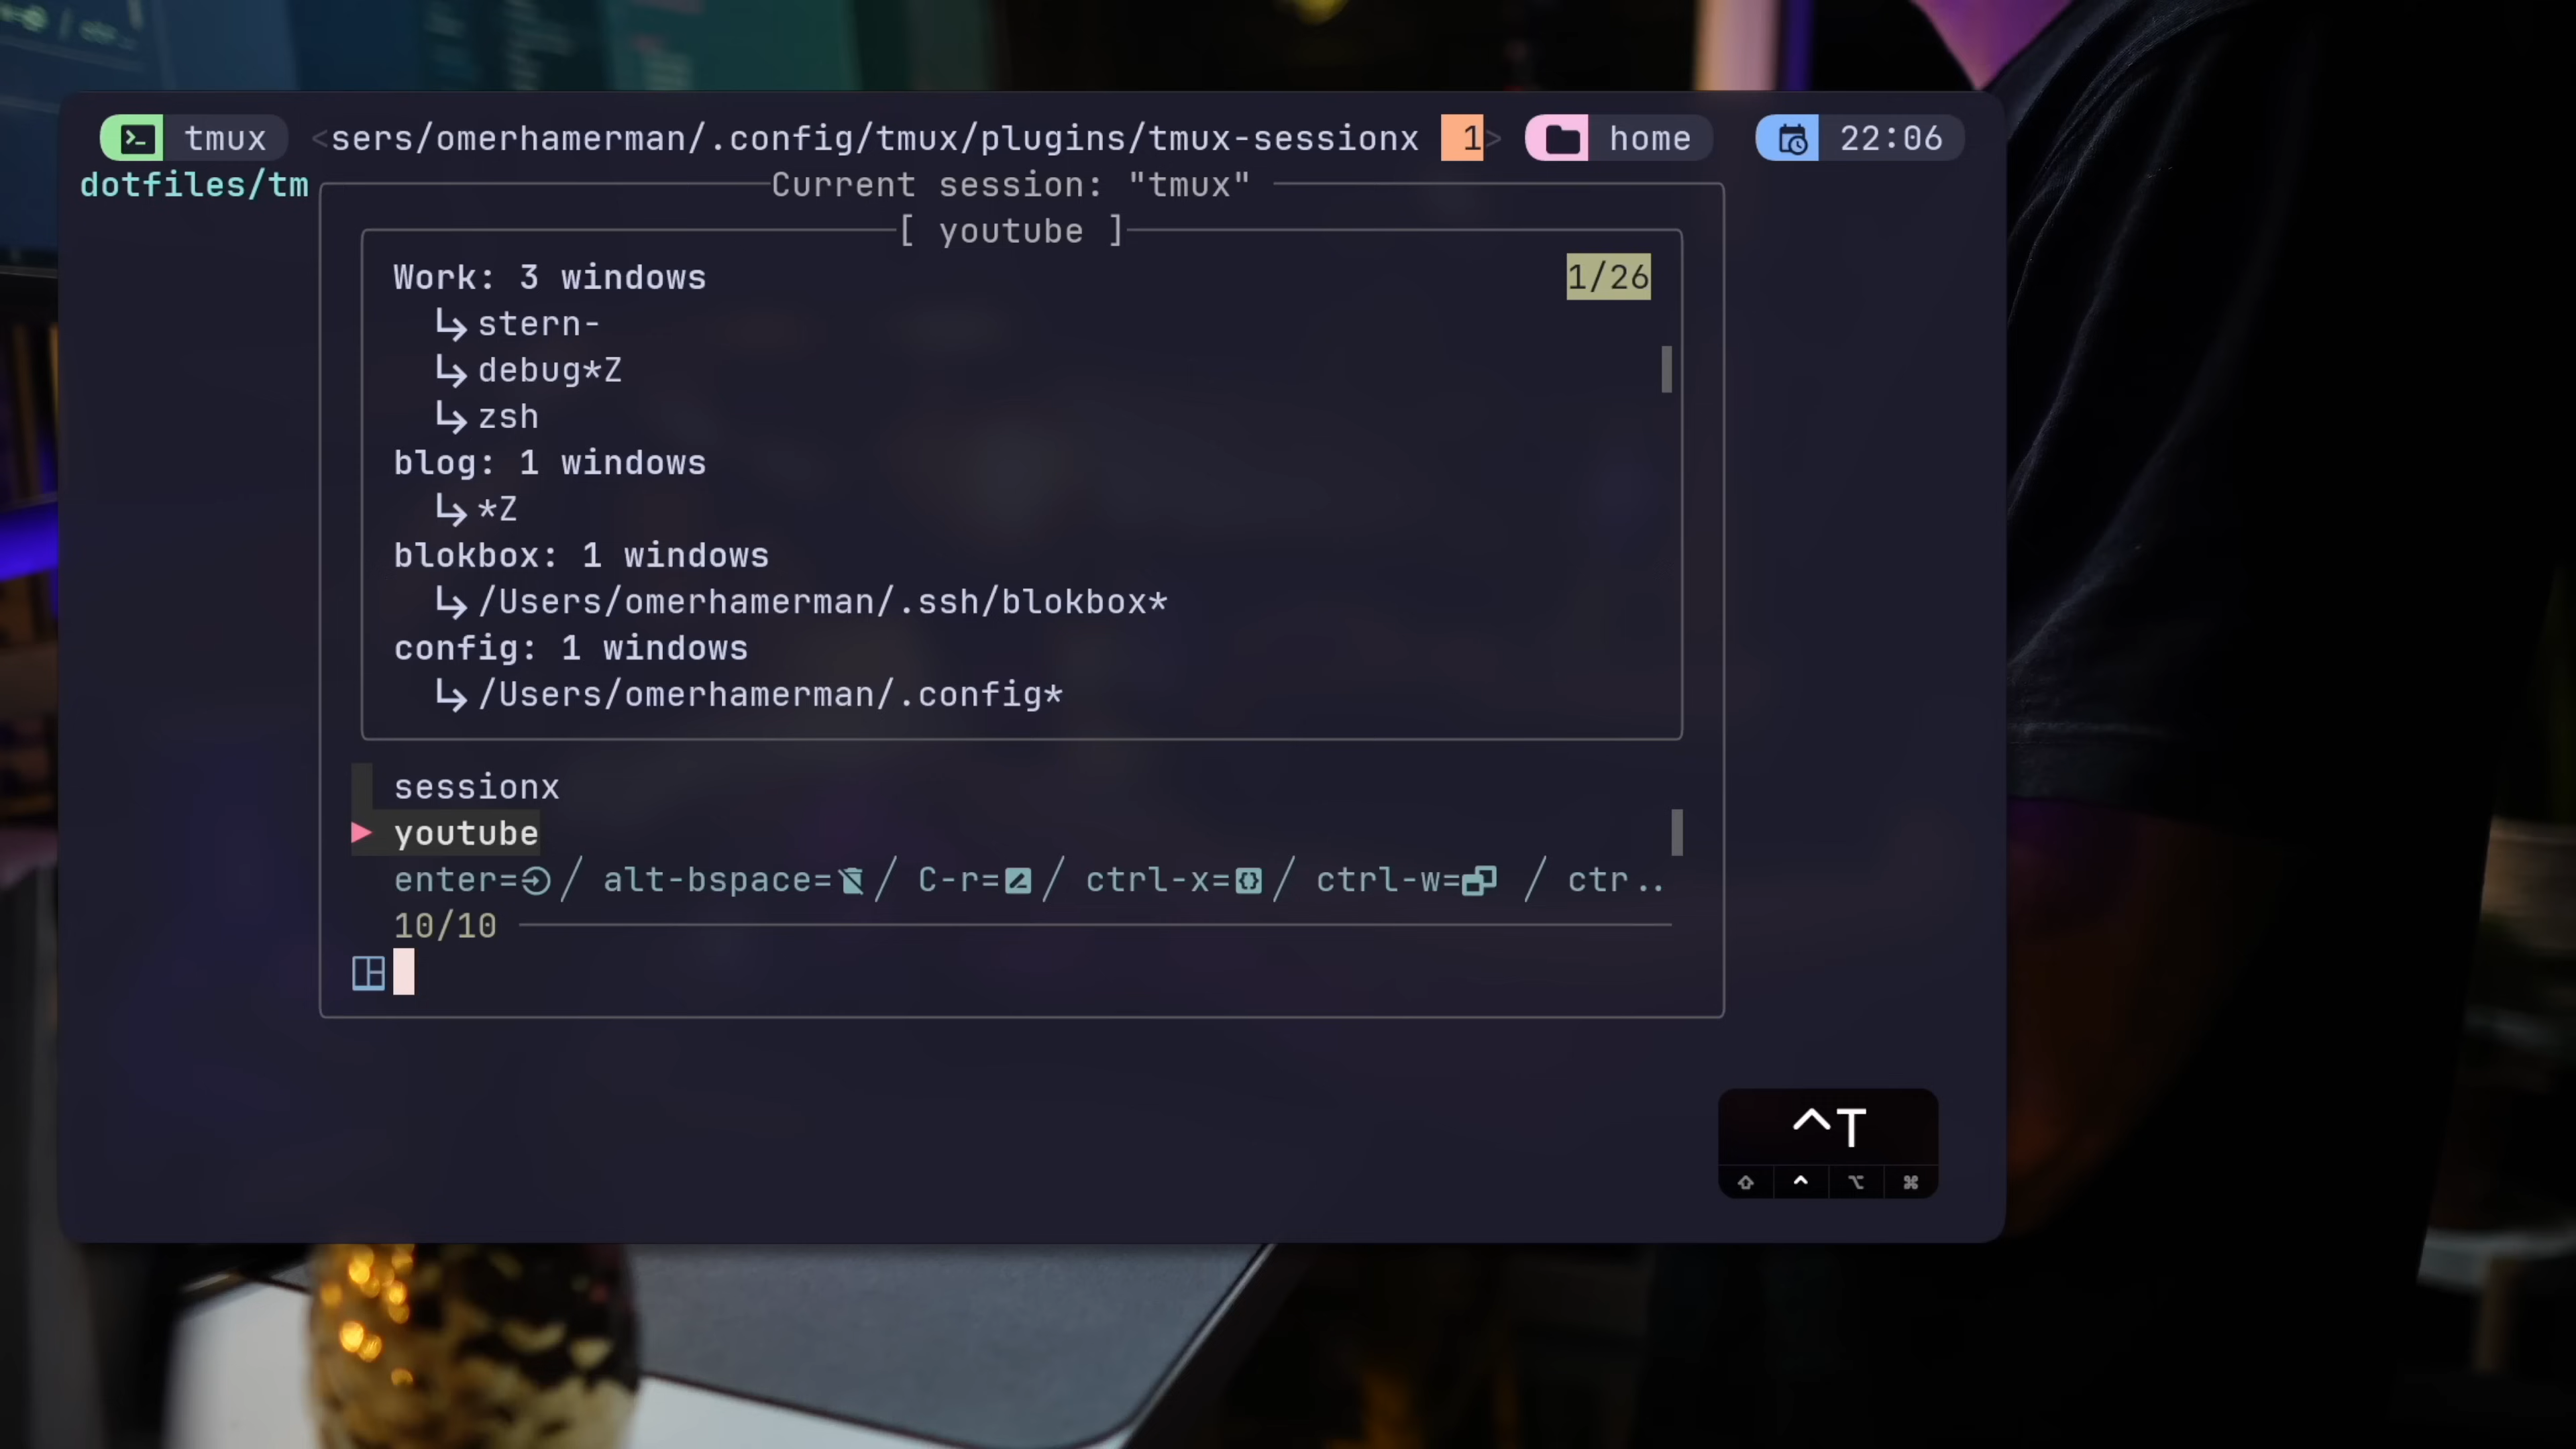 tmux <sers/omerhamerman/.config/tmux/plugins/tmux-sessionx 1> home 22:06
dotfiles/tm
Current session: "tmux"
[ youtube ]
Work: 3 windows 1/26
↳ stern-
↳ debug*Z
↳ zsh
blog: 1 windows
↳ *Z
blokbox: 1 windows
↳ /Users/omerhamerman/.ssh/blokbox*
config: 1 windows
↳ /Users/omerhamerman/.config*
sessionx
youtube
enter= / alt-bspace= / C-r= / ctrl-x= / ctrl-w= / ctr..
10/10
^T
⇧ ^ ⌥ ⌘